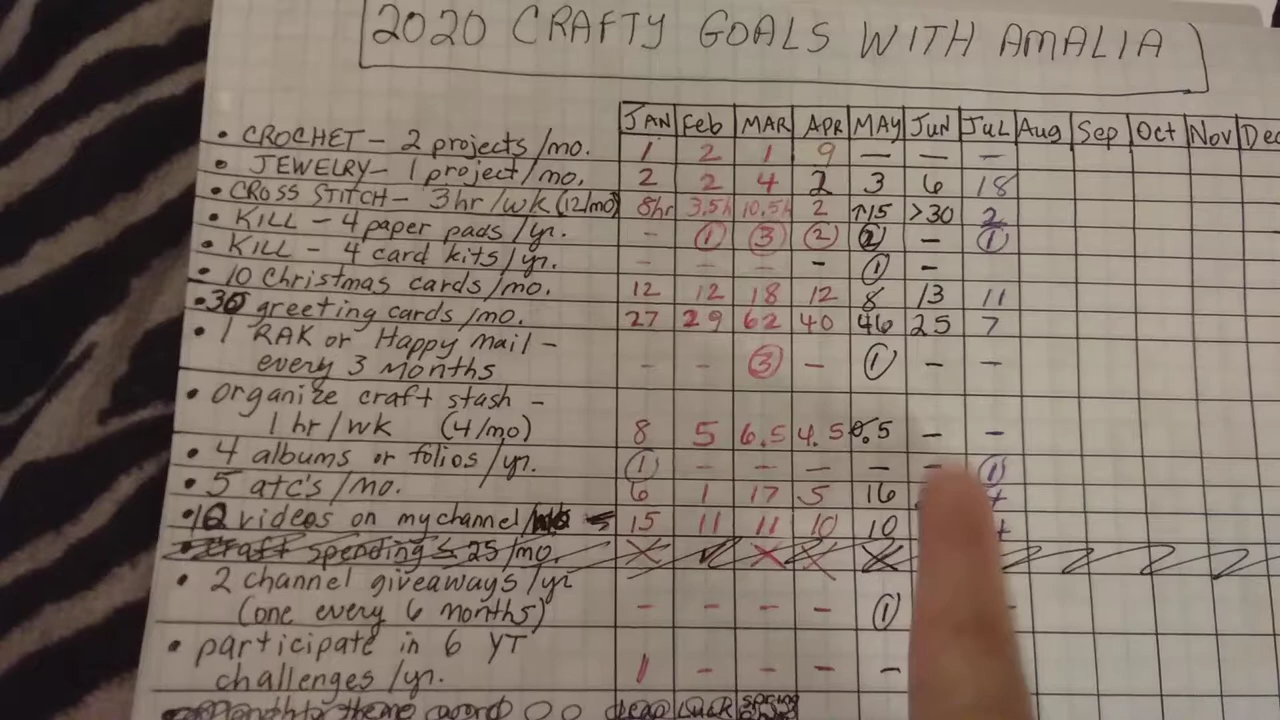 2020 CRAFTY GOALS WITH AMALIA
JAN Feb MAR APR MAY JUN JUL Aug Sep Oct Nov Dec
• CROCHET - 2 projects/mo. 1 2 1 9 — — —
• JEWELRY - 1 project/mo. 2 2 4 2 3 6 18
• CROSS STITCH - 3hr/wk (12/mo) 8hr 3.5h 10.5h 2 ↑15 >30 2
• KILL - 4 paper pads/yr. - 1 3 2 2 - 1
• KILL - 4 card kits/yr. - - - - 1 -
• 10 Christmas cards/mo. 12 12 18 12 8 13 11
• 30 greeting cards/mo. 27 29 62 40 46 25 7
• 1 RAK or Happy mail -
every 3 months - - 3 - 1 - -
• organize craft stash -
1 hr/wk (4/mo) 8 5 6.5 4.5 .5 - -
• 4 albums or folios/yr. 1 - - - - - 1
• 5 atc's/mo. 6 1 17 5 16
• 10 videos on my channel 15 11 11 10 10
• craft spending ≤ 25/mo.
• 2 channel giveaways/yr
(one every 6 months) - - - - 1 -
• participate in 6 YT
challenges/yr. 1 - - - -
theme word Leap Luck